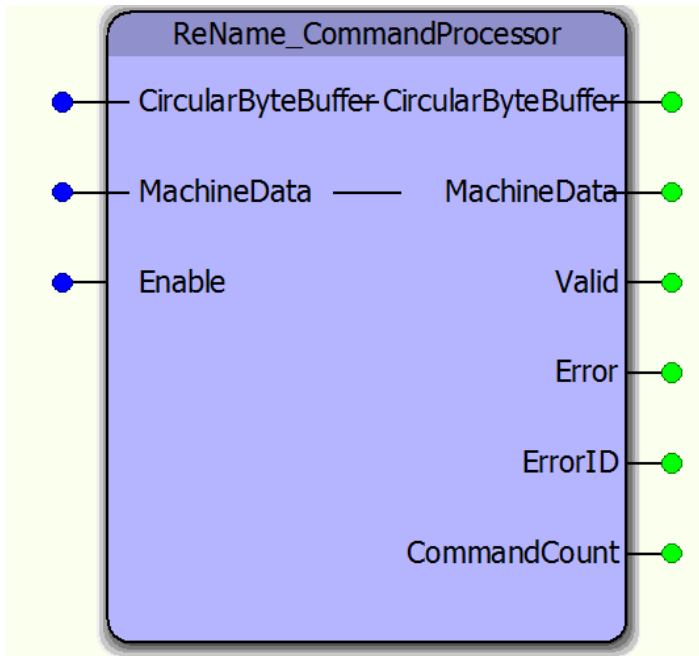 ReName_CommandProcessor
CircularByteBuffer CircularByteBuffer
MachineData MachineData
Enable Valid
Error
ErrorID
CommandCount